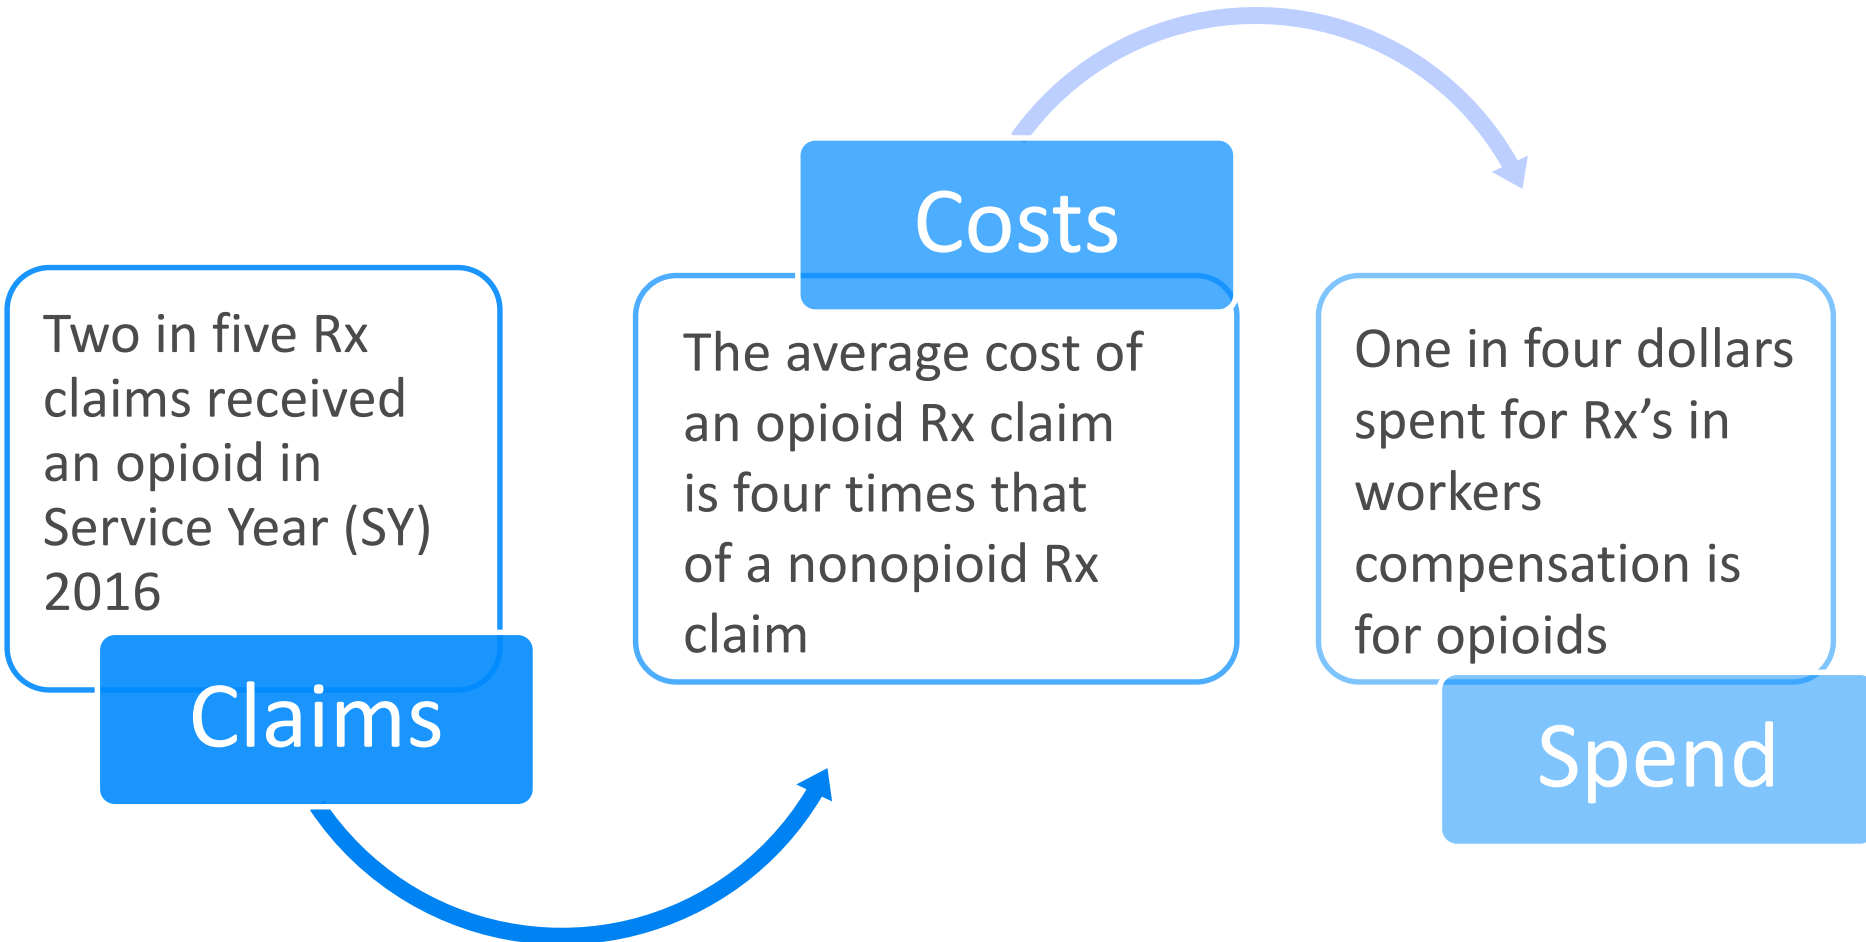 Two in five Rx
claims received
an opioid in
Service Year (SY)
2016
Claims
Costs
The average cost of
an opioid Rx claim
is four times that
of a nonopioid Rx
claim
One in four dollars
spent for Rx’s in
workers
compensation is
for opioids
Spend